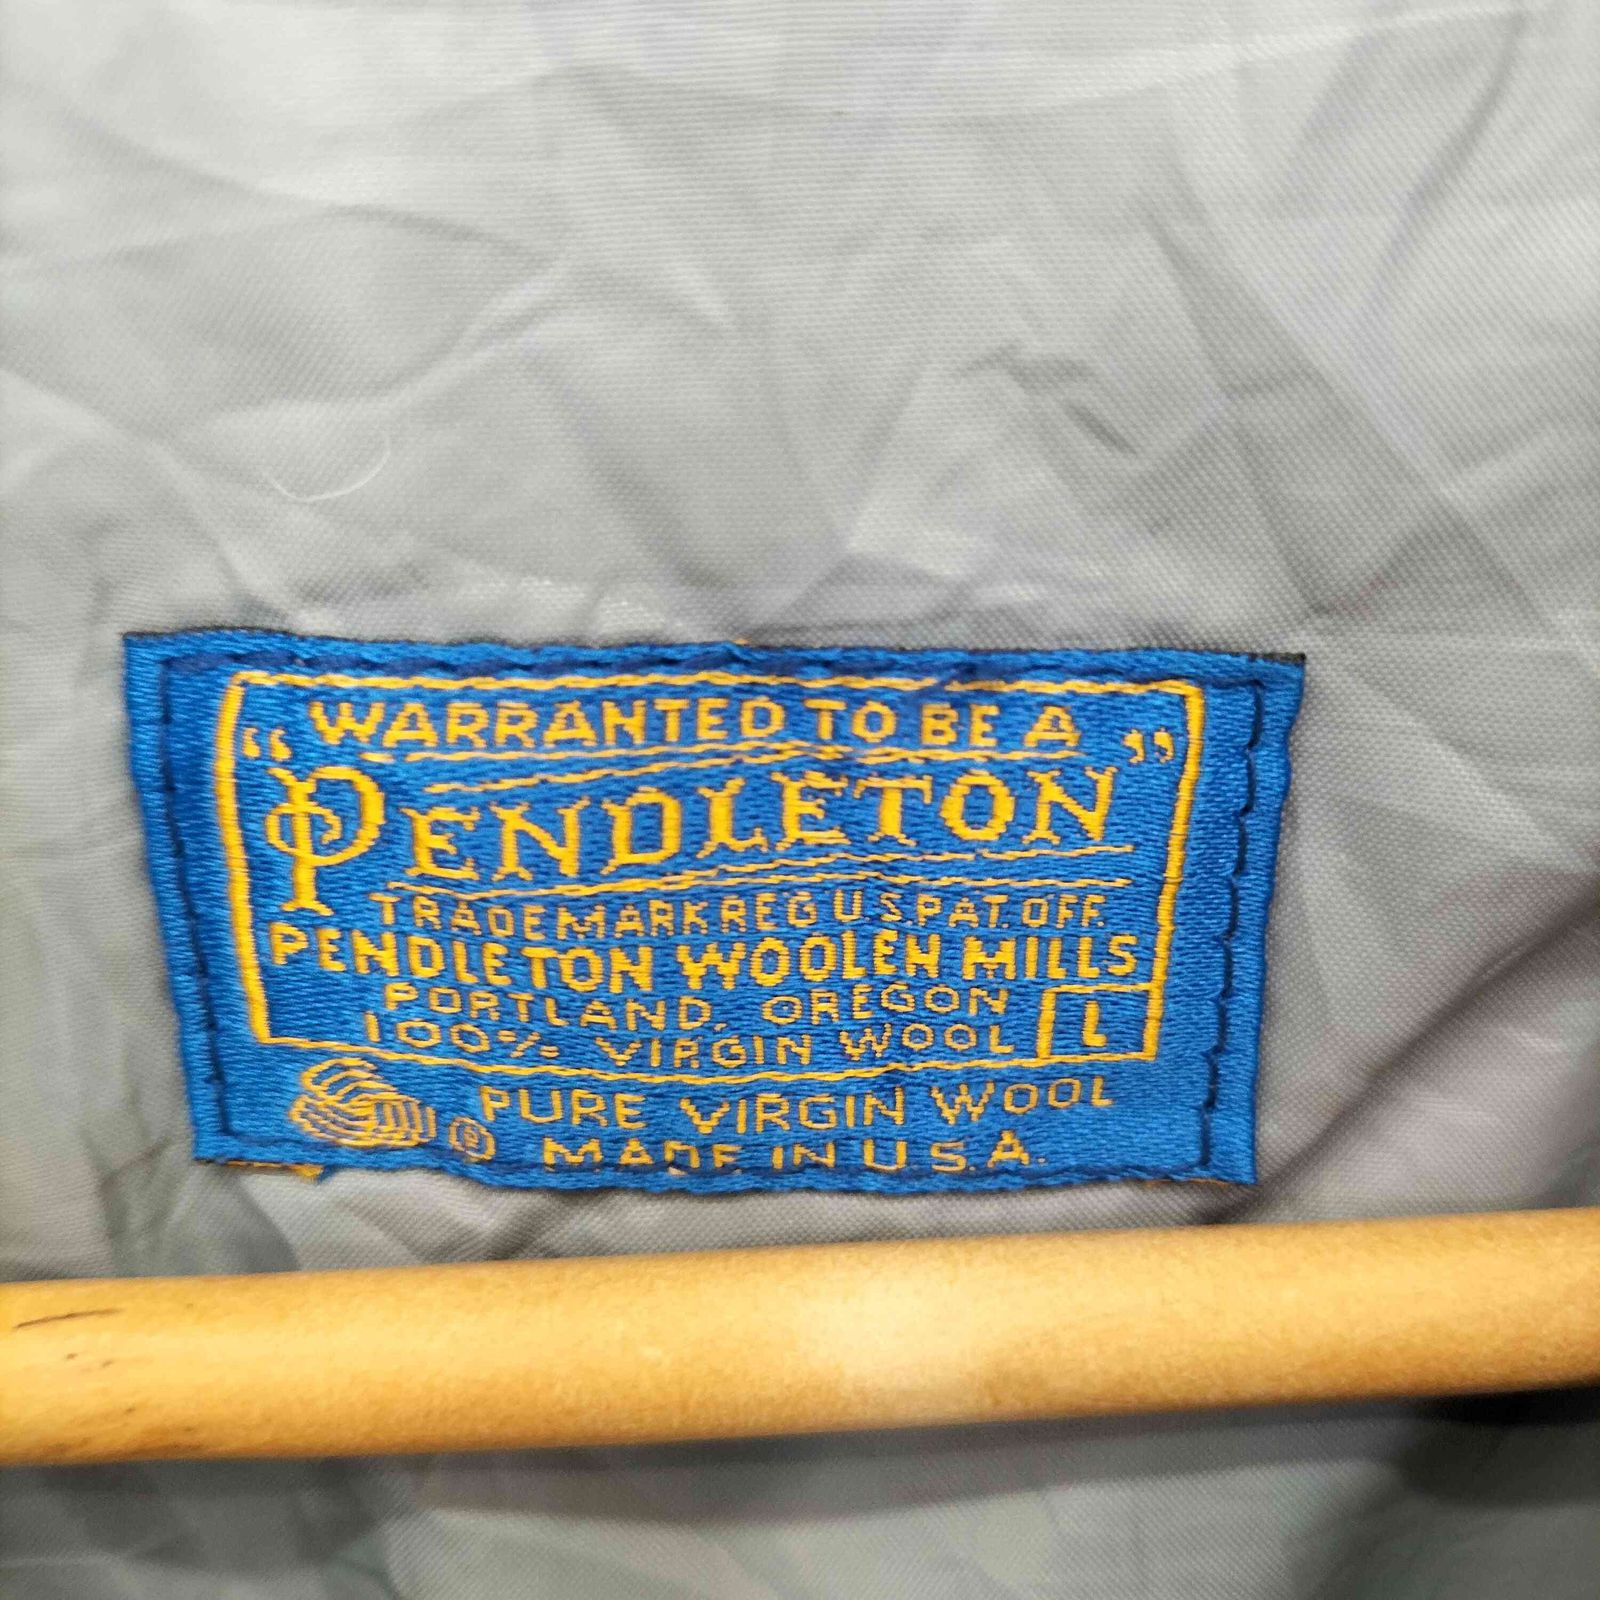 WARRANTED TO BE A
"PENDLETON"
TRADEMARK REG U.S. PAT. OFF.
PENDLETON WOOLEN MILLS
PORTLAND, OREGON
100% VIRGIN WOOL L
® PURE VIRGIN WOOL
MADE IN U.S.A.